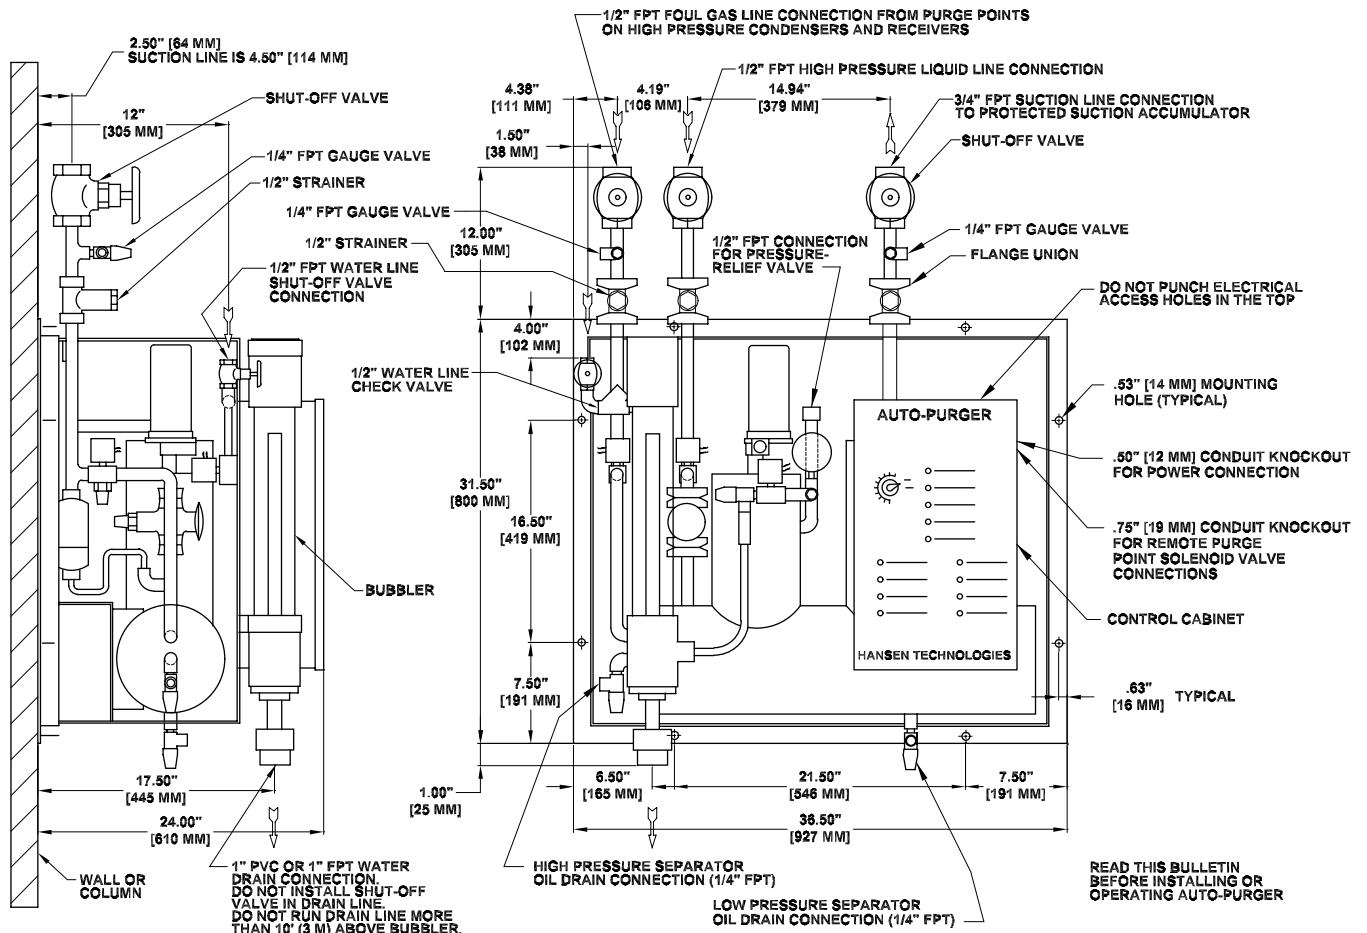 1/2" FPT FOUL GAS LINE CONNECTION FROM PURGE POINTS
ON HIGH PRESSURE CONDENSERS AND RECEIVERS
2.50" [64 MM]
SUCTION LINE IS 4.50" [114 MM]
1/2" FPT HIGH PRESSURE LIQUID LINE CONNECTION
4.38"
[111 MM]
4.19"
[106 MM]
14.94"
[379 MM]
3/4" FPT SUCTION LINE CONNECTION
TO PROTECTED SUCTION ACCUMULATOR
SHUT-OFF VALVE
12"
[305 MM]
1.50"
[38 MM]
SHUT-OFF VALVE
1/4" FPT GAUGE VALVE
1/2" STRAINER
1/4" FPT GAUGE VALVE
12.00"
[305 MM]
1/2" STRAINER
1/2" FPT CONNECTION
FOR PRESSURE-
RELIEF VALVE
1/4" FPT GAUGE VALVE
FLANGE UNION
1/2" FPT WATER LINE
SHUT-OFF VALVE
CONNECTION
DO NOT PUNCH ELECTRICAL
ACCESS HOLES IN THE TOP
4.00"
[102 MM]
1/2" WATER LINE
CHECK VALVE
.53" [14 MM] MOUNTING
HOLE (TYPICAL)
AUTO-PURGER
.50" [12 MM] CONDUIT KNOCKOUT
FOR POWER CONNECTION
31.50"
[800 MM]
16.50"
[419 MM]
.75" [19 MM] CONDUIT KNOCKOUT
FOR REMOTE PURGE
POINT SOLENOID VALVE
CONNECTIONS
BUBBLER
CONTROL CABINET
HANSEN TECHNOLOGIES
7.50"
[191 MM]
.63"
[16 MM]
TYPICAL
17.50"
[445 MM]
1.00"
[25 MM]
6.50"
[165 MM]
21.50"
[546 MM]
7.50"
[191 MM]
24.00"
[610 MM]
36.50"
[927 MM]
WALL OR
COLUMN
1" PVC OR 1" FPT WATER
DRAIN CONNECTION.
DO NOT INSTALL SHUT-OFF
VALVE IN DRAIN LINE.
DO NOT RUN DRAIN LINE MORE
THAN 10' (3 M) ABOVE BUBBLER.
HIGH PRESSURE SEPARATOR
OIL DRAIN CONNECTION (1/4" FPT)
LOW PRESSURE SEPARATOR
OIL DRAIN CONNECTION (1/4" FPT)
READ THIS BULLETIN
BEFORE INSTALLING OR
OPERATING AUTO-PURGER